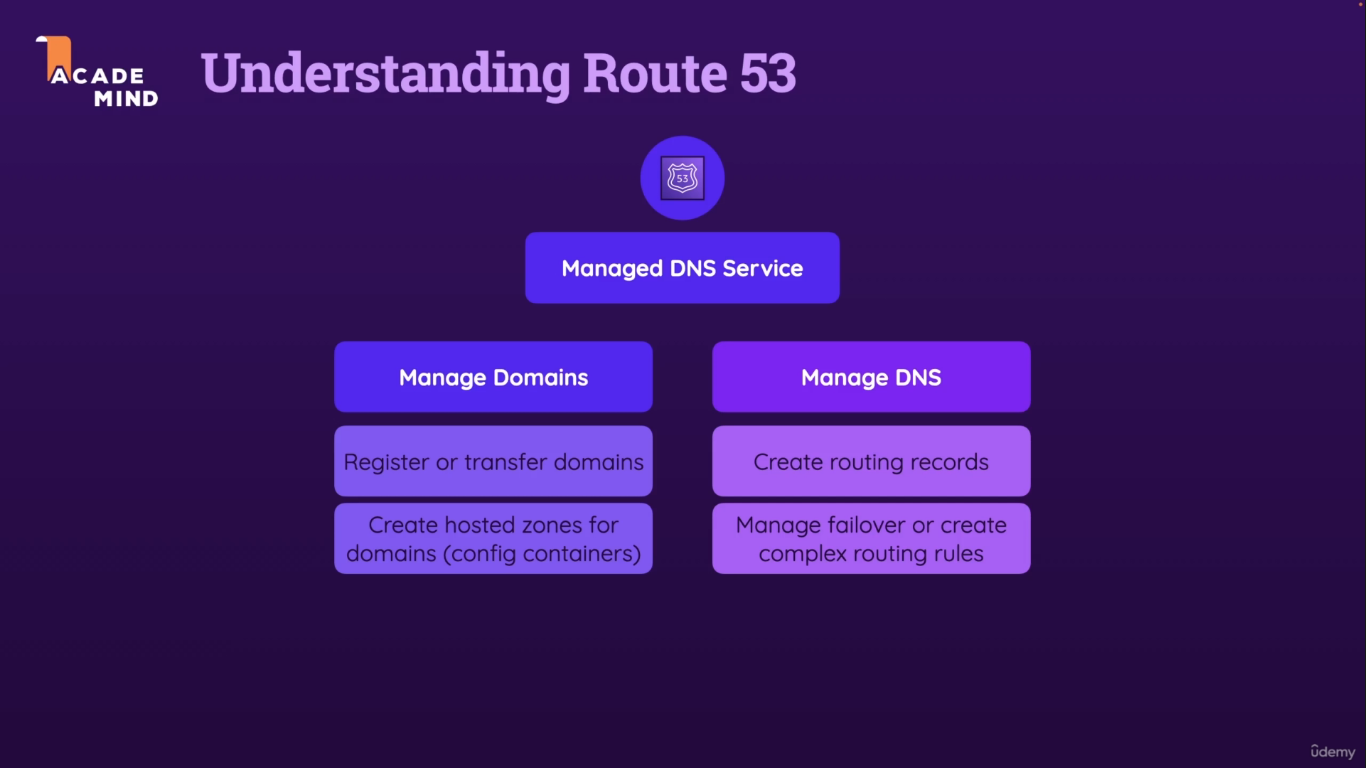 ACADE
MIND
Understanding Route 53
53
Managed DNS Service
Manage Domains
Manage DNS
Register or transfer domains
Create routing records
Create hosted zones for
domains (config containers)
Manage failover or create
complex routing rules
udemy